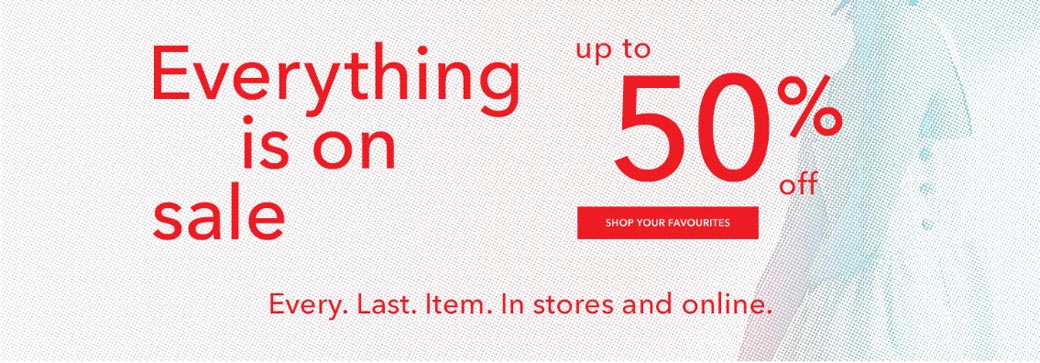 Everything
is on
sale
up to
50%
off
SHOP YOUR FAVOURITES
Every. Last. Item. In stores and online.